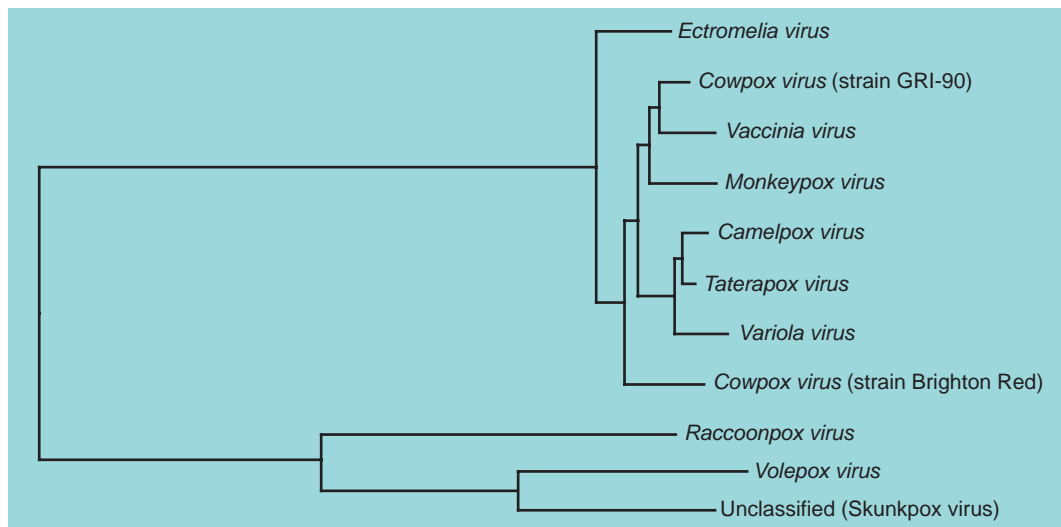 Ectromelia virus
Cowpox virus (strain GRI-90)
Vaccinia virus
Monkeypox virus
Camelpox virus
Taterapox virus
Variola virus
Cowpox virus (strain Brighton Red)
Raccoonpox virus
Volepox virus
Unclassified (Skunkpox virus)